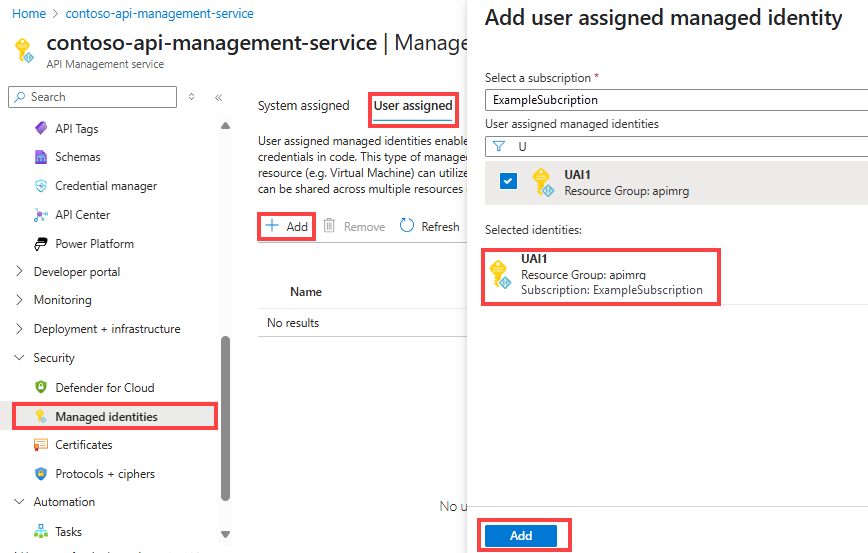 Home > contoso-api-management-service
contoso-api-management-service | Manage
API Management service
Search
API Tags
Schemas
Credential manager
API Center
Power Platform
Developer portal
Monitoring
Deployment + infrastructure
Security
Defender for Cloud
Managed identities
Certificates
Protocols + ciphers
Automation
Tasks
System assigned
User assigned
User assigned managed identities enable
credentials in code. This type of manage
resource (e.g. Virtual Machine) can utilize
can be shared across multiple resources
Add
Remove
Refresh
Name
No results
No u
Add user assigned managed identity
Select a subscription *
ExampleSubcription
User assigned managed identities
U
UAI1
Resource Group: apimrg
Selected identities:
UAI1
Resource Group: apimrg
Subscription: ExampleSubscription
Add